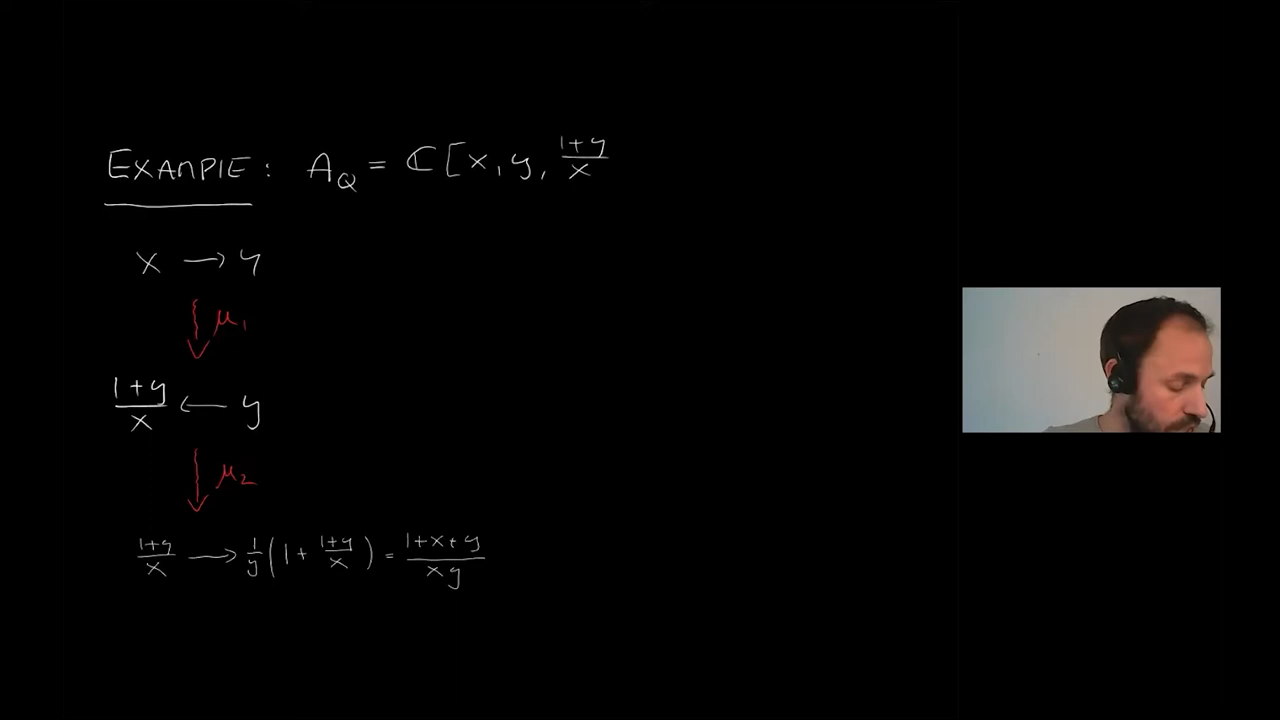 EXAMPLE: A_Q = ℂ[x, y, (1+y)/x
x → y
μ₁
(1+y)/x ← y
μ₂
(1+y)/x → 1/y (1 + (1+y)/x) = (1+x+y)/(xy)